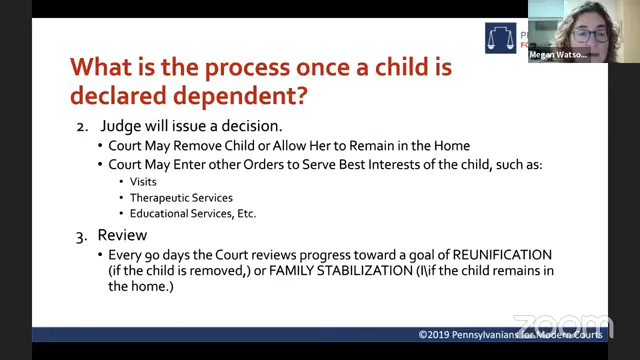 P
FO
Megan Watso...
What is the process once a child is
declared dependent?
2. Judge will issue a decision.
• Court May Remove Child or Allow Her to Remain in the Home
• Court May Enter other Orders to Serve Best Interests of the child, such as:
• Visits
• Therapeutic Services
• Educational Services, Etc.
3. Review
• Every 90 days the Court reviews progress toward a goal of REUNIFICATION
(if the child is removed,) or FAMILY STABILIZATION (I\if the child remains in
the home.)
zoom
©2019 Pennsylvanians for Modern Courts